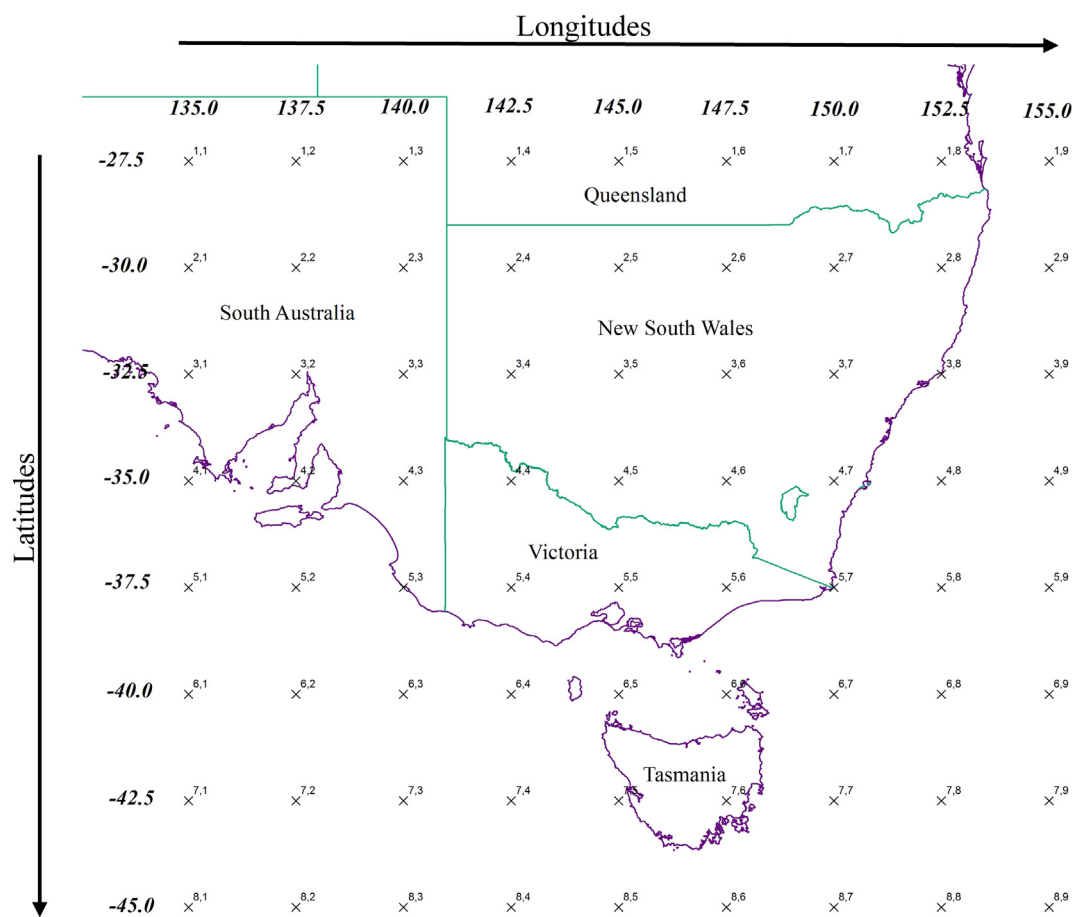 Longitudes
135.0 137.5 140.0 142.5 145.0 147.5 150.0 152.5 155.0
-27.5 1,1 1,2 1,3 1,4 1,5 1,6 1,7 1,8 1,9
Queensland
-30.0 2,1 2,2 2,3 2,4 2,5 2,6 2,7 2,8 2,9
South Australia
New South Wales
-32.5 3,1 3,2 3,3 3,4 3,5 3,6 3,7 3,8 3,9
Latitudes
-35.0 4,1 4,2 4,3 4,4 4,5 4,6 4,7 4,8 4,9
Victoria
-37.5 5,1 5,2 5,3 5,4 5,5 5,6 5,7 5,8 5,9
-40.0 6,1 6,2 6,3 6,4 6,5 6,6 6,7 6,8 6,9
Tasmania
-42.5 7,1 7,2 7,3 7,4 7,5 7,6 7,7 7,8 7,9
-45.0 8,1 8,2 8,3 8,4 8,5 8,6 8,7 8,8 8,9